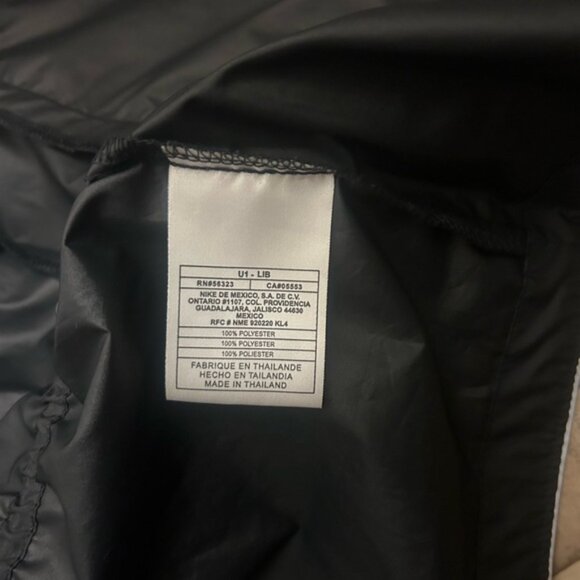 U1 - LIB
RN#56323 CA#05553
NIKE DE MEXICO, S.A. DE C.V.
ONTARIO #1107, COL. PROVIDENCIA
GUADALAJARA, JALISCO 44630
MEXICO
RFC # NME 920220 KL4
100% POLYESTER
100% POLYESTER
100% POLIESTER
FABRIQUE EN THAILANDE
HECHO EN TAILANDIA
MADE IN THAILAND